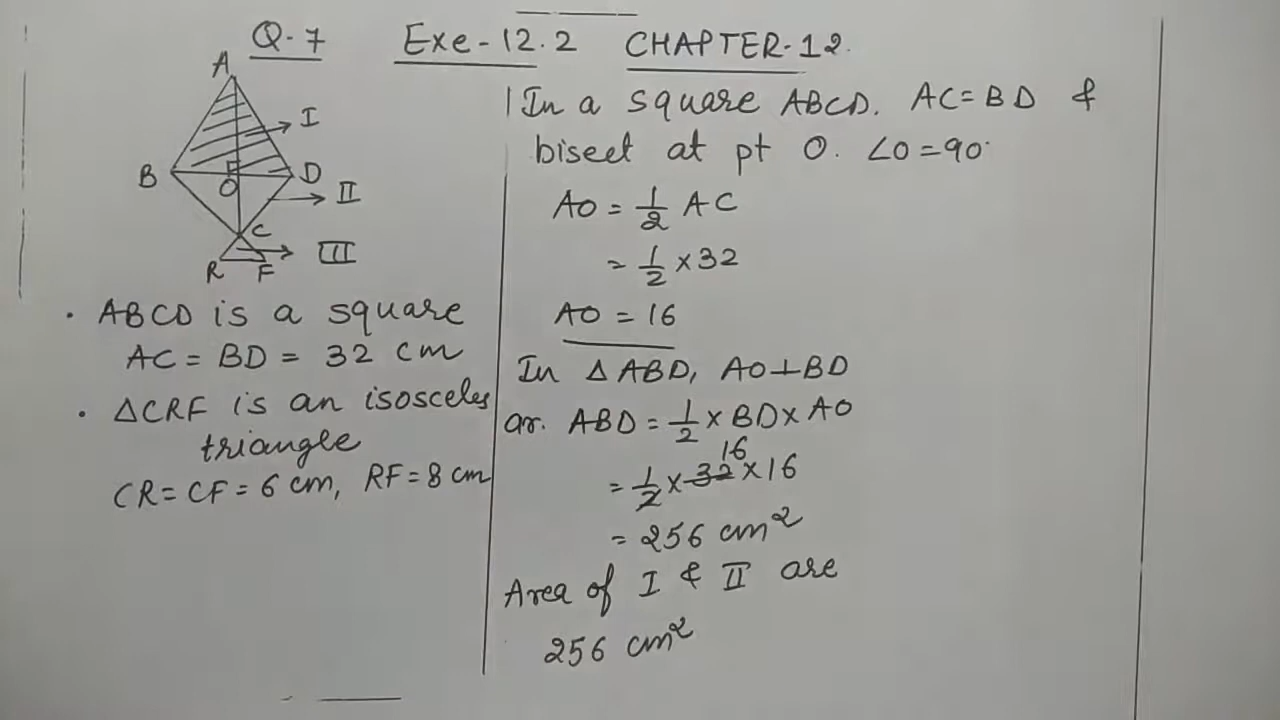 Q-7 Exe-12.2 CHAPTER-12.
A
I
B
O
D
II
C
III
R F
• ABCD is a square
AC = BD = 32 cm
• △CRF is an isosceles
triangle
CR = CF = 6 cm, RF = 8 cm
In a square ABCD. AC = BD &
bisect at pt O. ∠O = 90°
AO = 1/2 AC
= 1/2 × 32
AO = 16
In △ABD, AO⊥BD
ar. ABD = 1/2 × BD × AO
16
= 1/2 × 32 × 16
= 256 cm²
Area of I & II are
256 cm²